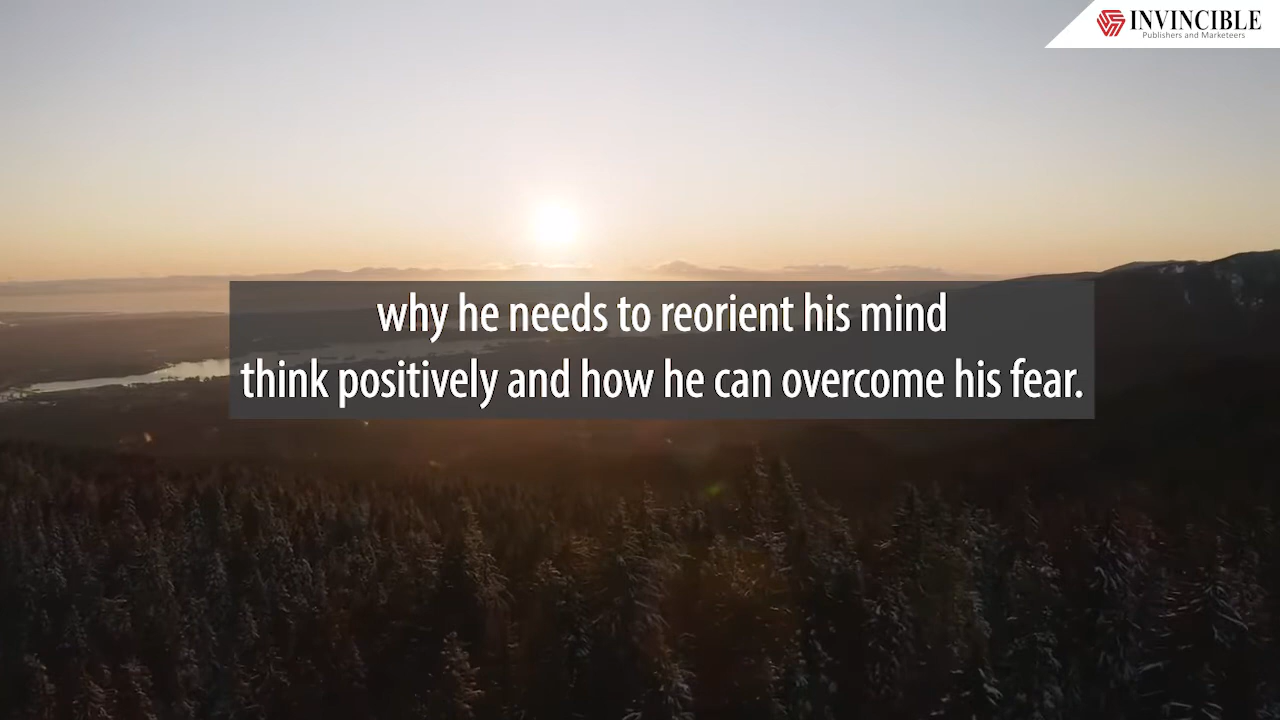 INVINCIBLE
Publishers and Marketeers
why he needs to reorient his mind
think positively and how he can overcome his fear.